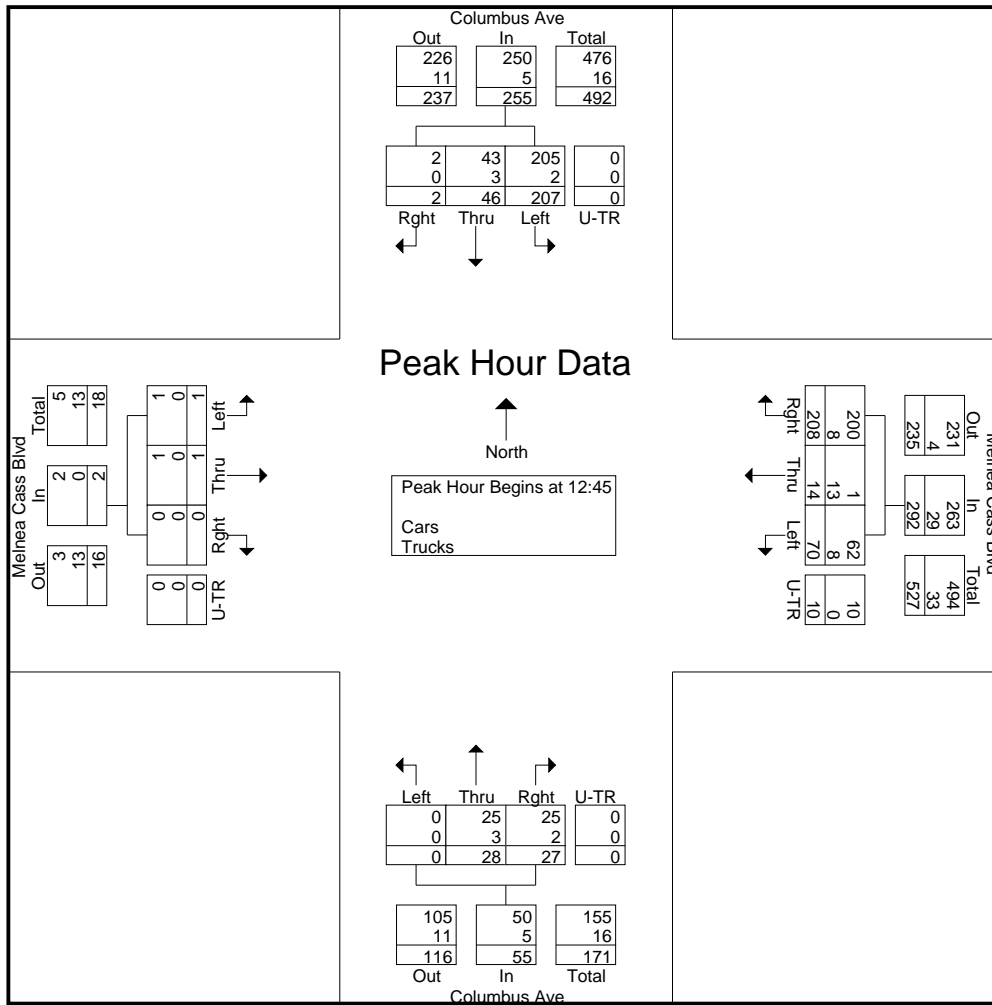 Columbus Ave
Out In Total
226 250 476
11 5 16
237 255 492
2 43 205 0
0 3 2 0
2 46 207 0
Rght Thru Left U-TR
Peak Hour Data
North
Peak Hour Begins at 12:45
Cars
Trucks
Melnea Cass Blvd
Total In Out
5 2 3
13 0 13
18 2 16
Left Thru Rght U-TR
1 1 0 0
0 0 0 0
1 1 0 0
Melnea Cass Blvd
Out In Total
231 263 494
4 29 33
235 292 527
Rght Thru Left U-TR
200 1 62 10
8 13 8 0
208 14 70 10
Left Thru Rght U-TR
0 25 25 0
0 3 2 0
0 28 27 0
105 50 155
11 5 16
116 55 171
Out In Total
Columbus Ave